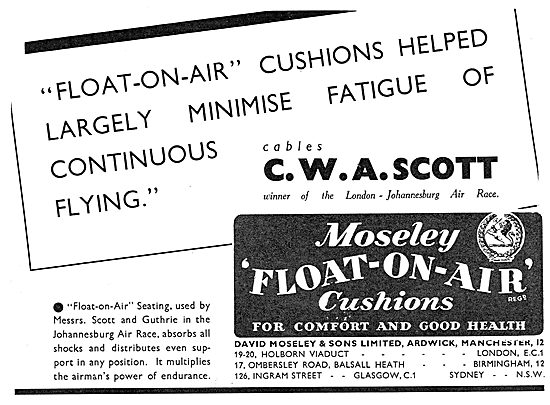 “FLOAT-ON-AIR” CUSHIONS HELPED
LARGELY MINIMISE FATIGUE OF
CONTINUOUS
FLYING.”
cables
C.W.A.SCOTT
winner of the London - Johannesburg Air Race.
Moseley
‘FLOAT-ON-AIR’
REGD
Cushions
FOR COMFORT AND GOOD HEALTH
● “Float-on-Air” Seating, used by
Messrs. Scott and Guthrie in the
Johannesburg Air Race, absorbs all
shocks and distributes even sup-
port in any position. It multiplies
the airman's power of endurance.
DAVID MOSELEY & SONS LIMITED, ARDWICK, MANCHESTER, 12
19-20, HOLBORN VIADUCT - - - - - - LONDON, E.C.1
17, OMBERSLEY ROAD, BALSALL HEATH - - - - BIRMINGHAM, 12
126, INGRAM STREET - - GLASGOW, C.1 SYDNEY - - N.S.W.